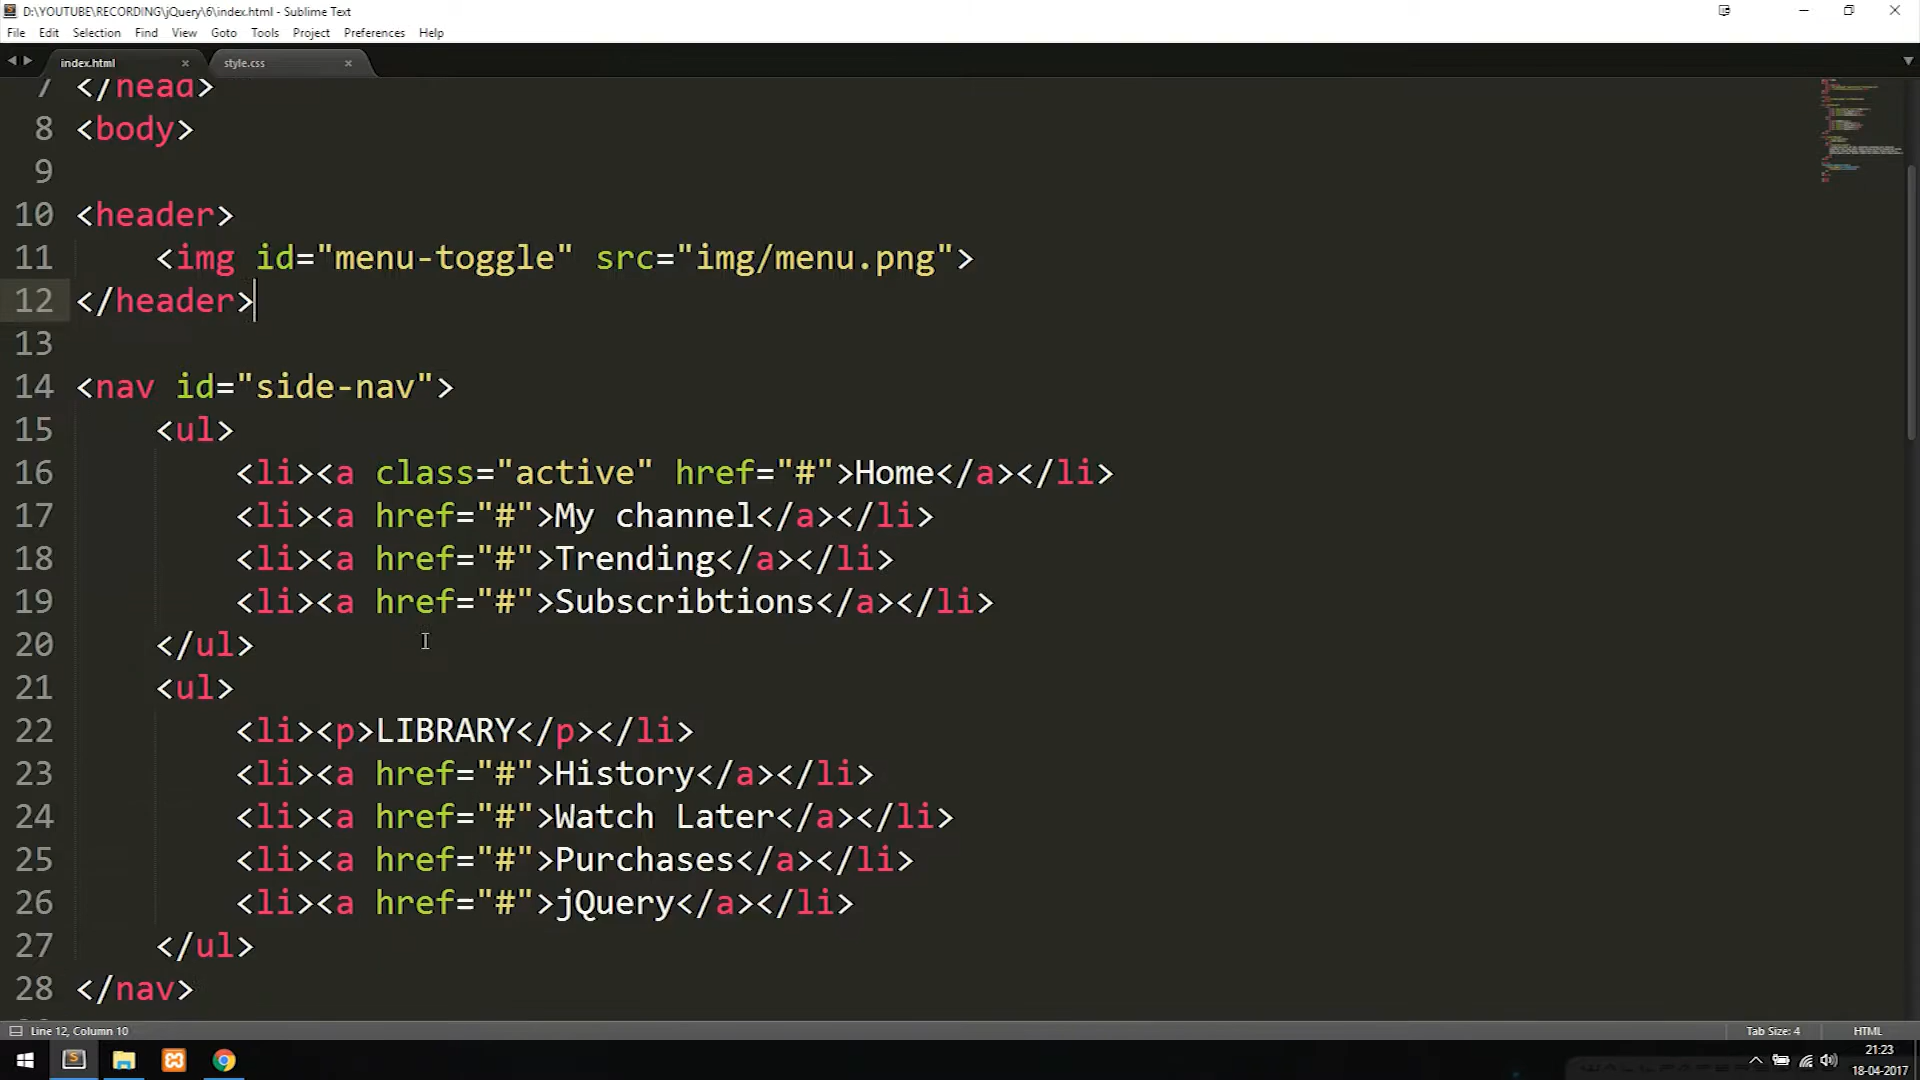 D:\YOUTUBE\RECORDING\jQuery\6\index.html - Sublime Text
File Edit Selection Find View Goto Tools Project Preferences Help
index.html × style.css ×
7 </head>
8 <body>
9
10 <header>
11 <img id="menu-toggle" src="img/menu.png">
12 </header>
13
14 <nav id="side-nav">
15 <ul>
16 <li><a class="active" href="#">Home</a></li>
17 <li><a href="#">My channel</a></li>
18 <li><a href="#">Trending</a></li>
19 <li><a href="#">Subscribtions</a></li>
20 </ul>
21 <ul>
22 <li><p>LIBRARY</p></li>
23 <li><a href="#">History</a></li>
24 <li><a href="#">Watch Later</a></li>
25 <li><a href="#">Purchases</a></li>
26 <li><a href="#">jQuery</a></li>
27 </ul>
28 </nav>
Line 12, Column 10 Tab Size: 4 HTML
21:23
18-04-2017